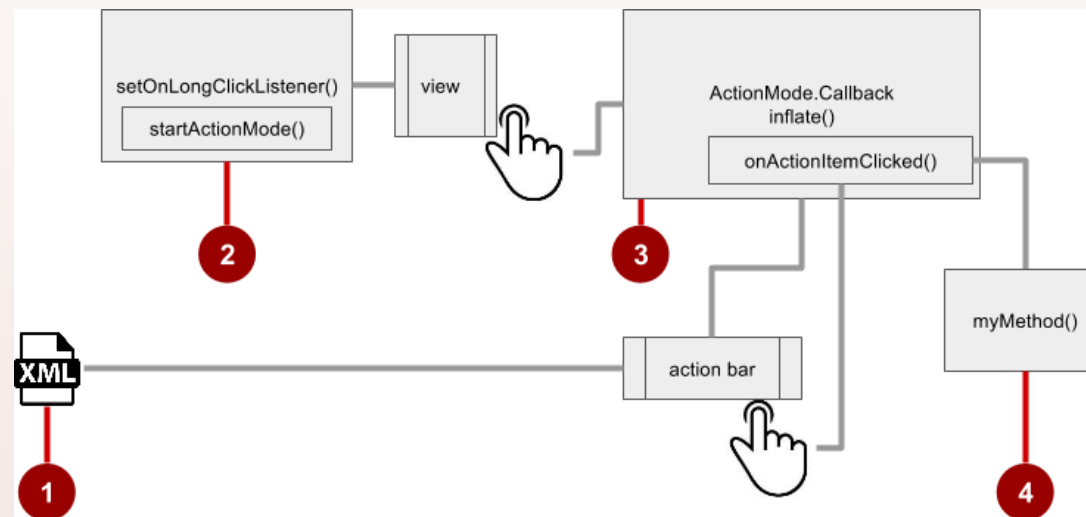 setOnLongClickListener()
startActionMode()
view
ActionMode.Callback
inflate()
onActionItemClicked()
2
3
myMethod()
XML
action bar
1
4